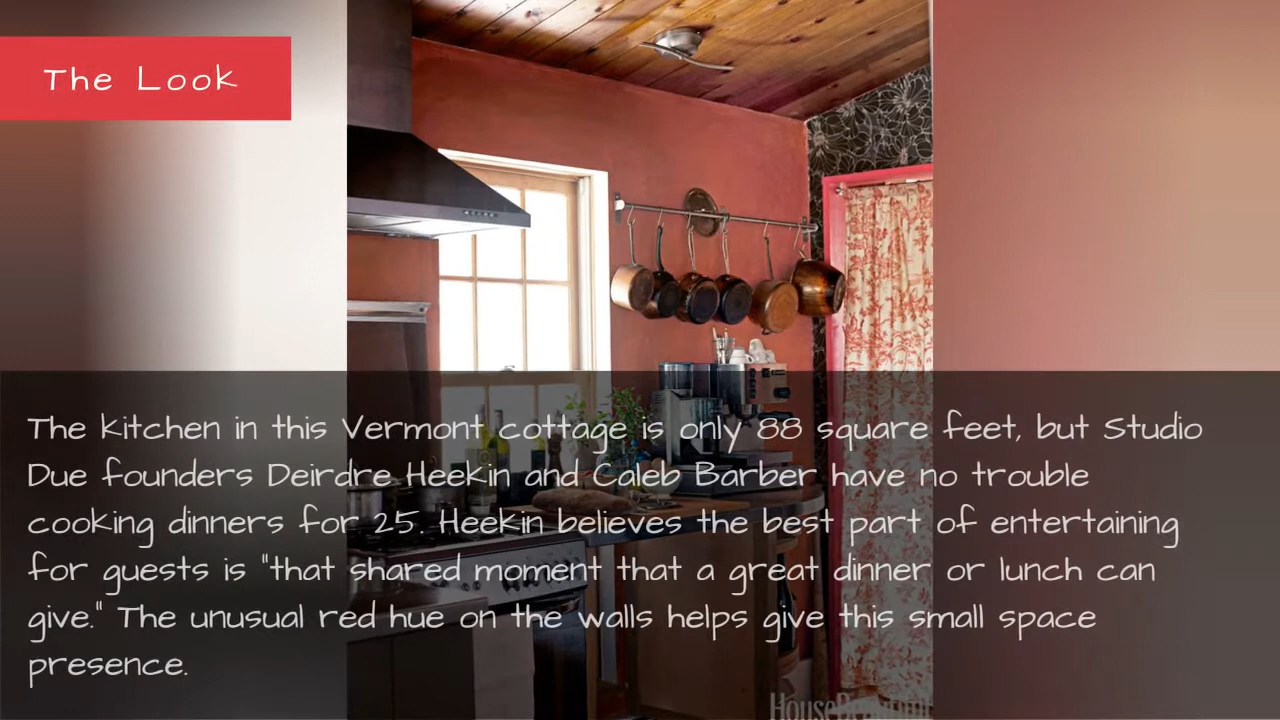 The Look
The kitchen in this Vermont cottage is only 88 square feet, but Studio
Due founders Deirdre Heekin and Caleb Barber have no trouble
cooking dinners for 25. Heekin believes the best part of entertaining
for guests is "that shared moment that a great dinner or lunch can
give." The unusual red hue on the walls helps give this small space
presence.
HouseBeautiful